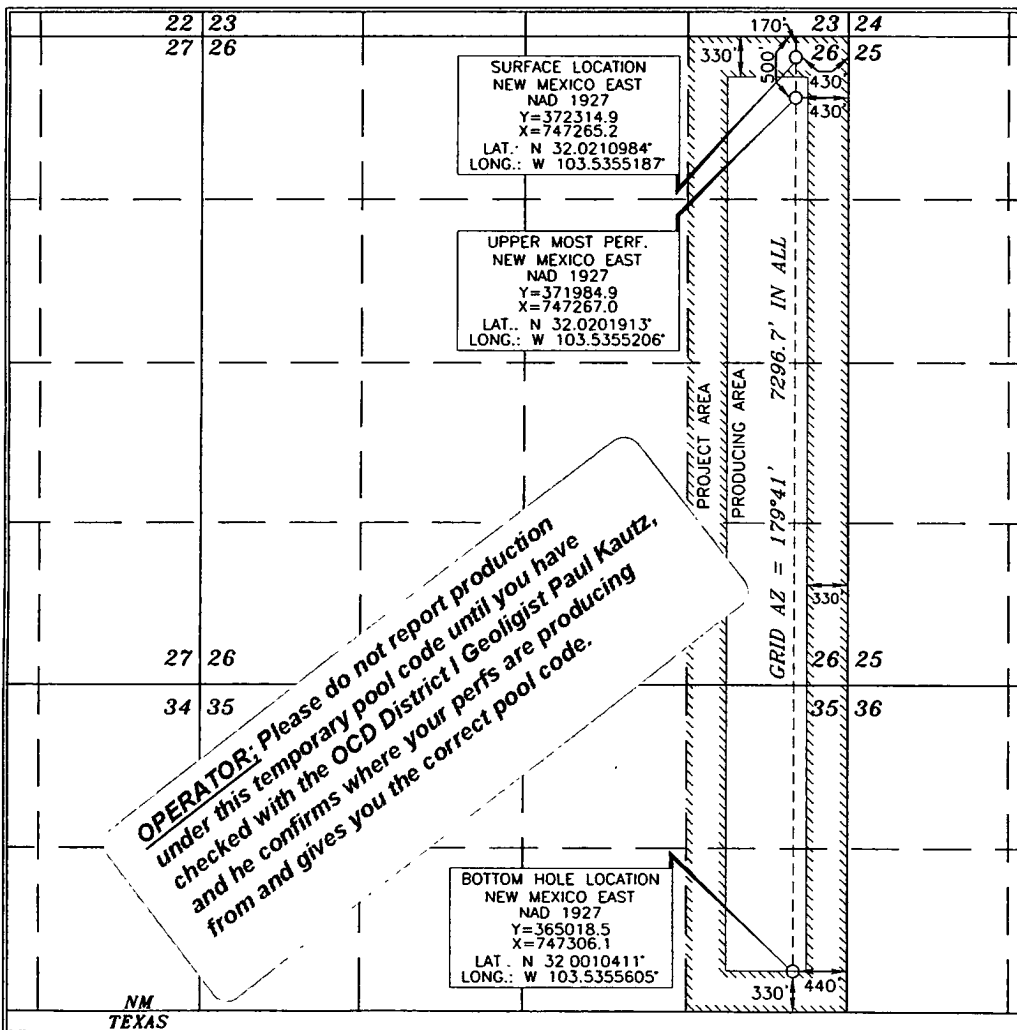 22 23
27 26
170'
23 24
26 25
330'
500'
430'
430'
SURFACE LOCATION
NEW MEXICO EAST
NAD 1927
Y=372314.9
X=747265.2
LAT.: N 32.0210984°
LONG.: W 103.5355187°
UPPER MOST PERF.
NEW MEXICO EAST
NAD 1927
Y=371984.9
X=747267.0
LAT.. N 32.0201913°
LONG.: W 103.5355206°
PROJECT AREA
PRODUCING AREA
GRID AZ = 179°41' 7296.7' IN ALL
330'
OPERATOR; Please do not report production
under this temporary pool code until you have
checked with the OCD District I Geoligist Paul Kautz,
and he confirms where your perfs are producing
from and gives you the correct pool code.
27 26
34 35
26 25
35 36
BOTTOM HOLE LOCATION
NEW MEXICO EAST
NAD 1927
Y=365018.5
X=747306.1
LAT . N 32 0010411°
LONG.: W 103.5355605°
330'
440'
NM
TEXAS